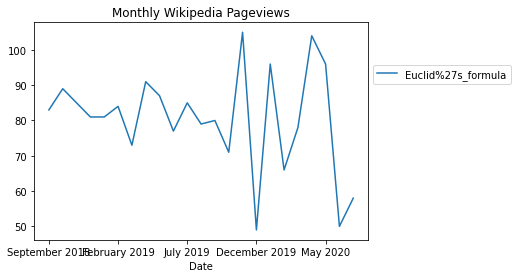 Monthly Wikipedia Pageviews
100
90
80
70
60
50
Euclid%27s_formula
September 2018 February 2019 July 2019 December 2019 May 2020
Date